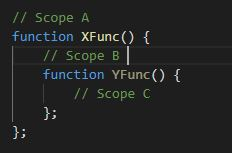 // Scope A
function XFunc() {
    // Scope B
    function YFunc() {
        // Scope C
    };
};